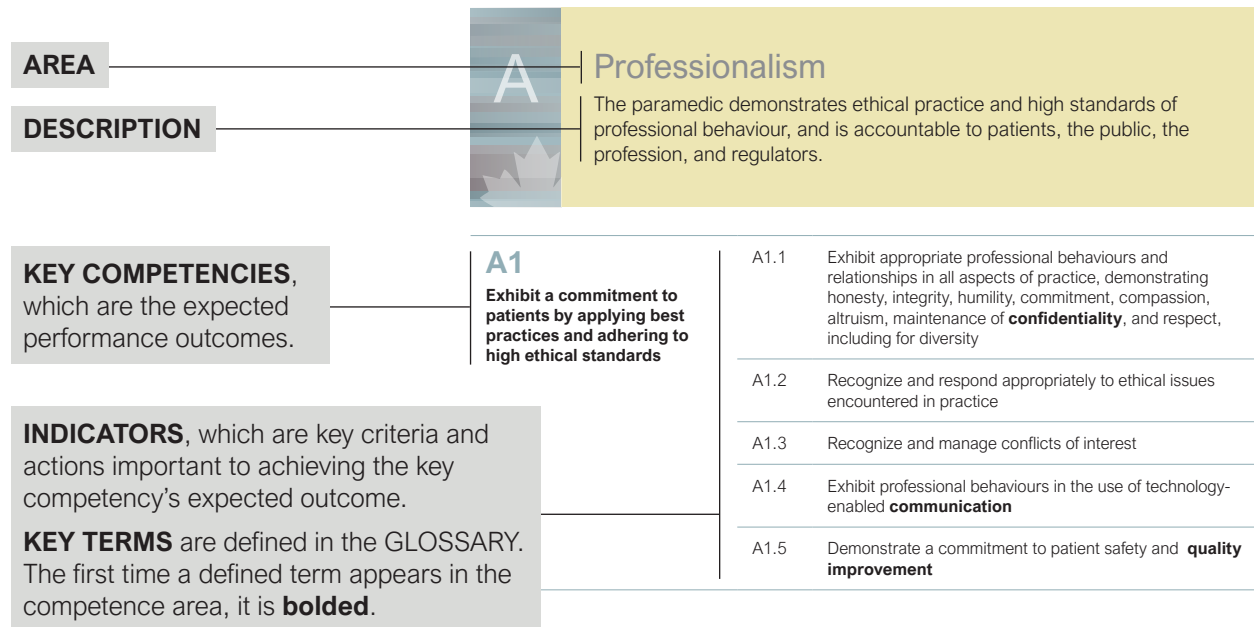 AREA
DESCRIPTION
A
Professionalism
The paramedic demonstrates ethical practice and high standards of
professional behaviour, and is accountable to patients, the public, the
profession, and regulators.
KEY COMPETENCIES,
which are the expected
performance outcomes.
A1
Exhibit a commitment to
patients by applying best
practices and adhering to
high ethical standards
INDICATORS, which are key criteria and
actions important to achieving the key
competency’s expected outcome.
KEY TERMS are defined in the GLOSSARY.
The first time a defined term appears in the
competence area, it is bolded.
A1.1 Exhibit appropriate professional behaviours and
relationships in all aspects of practice, demonstrating
honesty, integrity, humility, commitment, compassion,
altruism, maintenance of confidentiality, and respect,
including for diversity
A1.2 Recognize and respond appropriately to ethical issues
encountered in practice
A1.3 Recognize and manage conflicts of interest
A1.4 Exhibit professional behaviours in the use of technology-
enabled communication
A1.5 Demonstrate a commitment to patient safety and quality
improvement